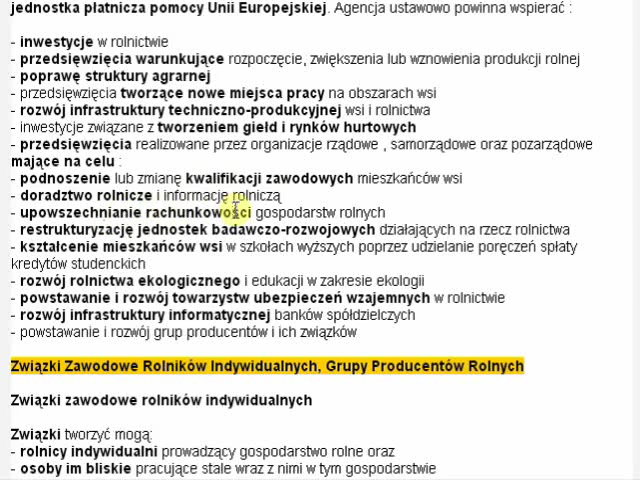 jednostka płatnicza pomocy Unii Europejskiej. Agencja ustawowo powinna wspierać :
- inwestycje w rolnictwie
- przedsięwzięcia warunkujące rozpoczęcie, zwiększenia lub wznowienia produkcji rolnej
- poprawę struktury agrarnej
- przedsięwzięcia tworzące nowe miejsca pracy na obszarach wsi
- rozwój infrastruktury techniczno-produkcyjnej wsi i rolnictwa
- inwestycje związane z tworzeniem giełd i rynków hurtowych
- przedsięwzięcia realizowane przez organizacje rządowe , samorządowe oraz pozarządowe
mające na celu :
- podnoszenie lub zmianę kwalifikacji zawodowych mieszkańców wsi
- doradztwo rolnicze i informację rolniczą
- upowszechnianie rachunkowości gospodarstw rolnych
- restrukturyzację jednostek badawczo-rozwojowych działających na rzecz rolnictwa
- kształcenie mieszkańców wsi w szkołach wyższych poprzez udzielanie poręczeń spłaty
kredytów studenckich
- rozwój rolnictwa ekologicznego i edukacji w zakresie ekologii
- powstawanie i rozwój towarzystw ubezpieczeń wzajemnych w rolnictwie
- rozwój infrastruktury informatycznej banków spółdzielczych
- powstawanie i rozwój grup producentów i ich związków
Związki Zawodowe Rolników Indywidualnych, Grupy Producentów Rolnych
Związki zawodowe rolników indywidualnych
Związki tworzyć mogą:
- rolnicy indywidualni prowadzący gospodarstwo rolne oraz
- osoby im bliskie pracujące stale wraz z nimi w tym gospodarstwie